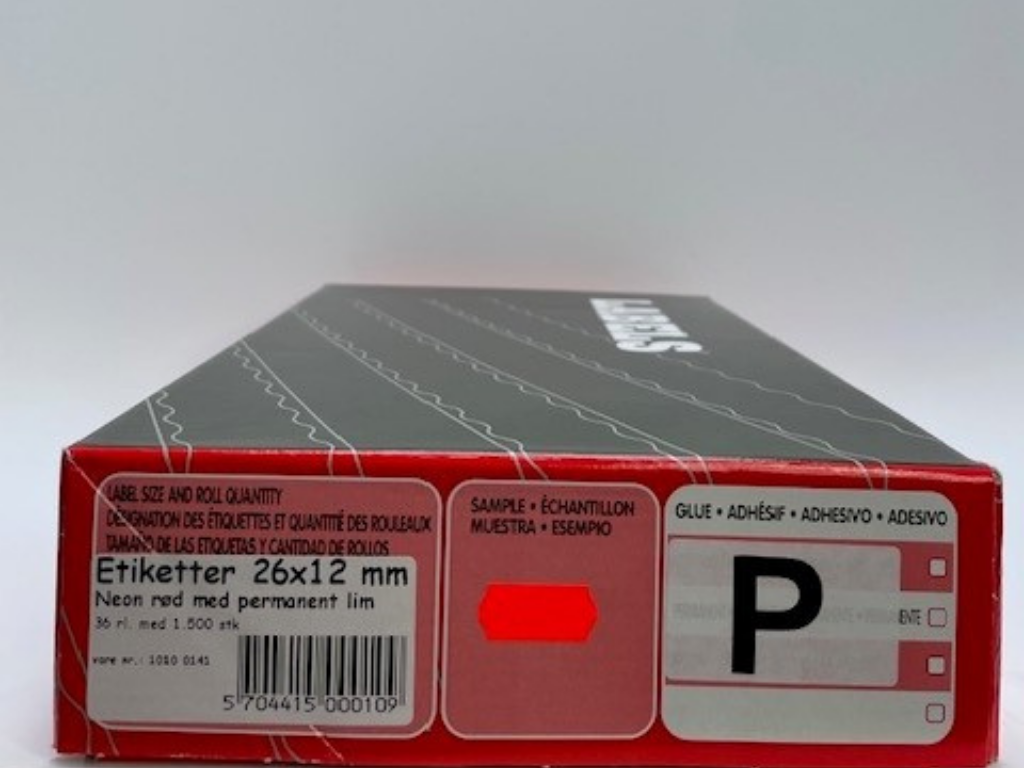 LABELS
LABEL SIZE AND ROLL QUANTITY
DÉSIGNATION DES ÉTIQUETTES ET QUANTITÉ DES ROULEAUX
TAMAÑO DE LAS ETIQUETAS Y CANTIDAD DE ROLLOS
Etiketter 26x12 mm
Neon rød med permanent lim
36 rl. med 1.500 stk
vare nr.: 1010 0141
5 704415 000109
SAMPLE • ÉCHANTILLON
MUESTRA • ESEMPIO
GLUE • ADHÉSIF • ADHESIVO • ADESIVO
P
ENTE